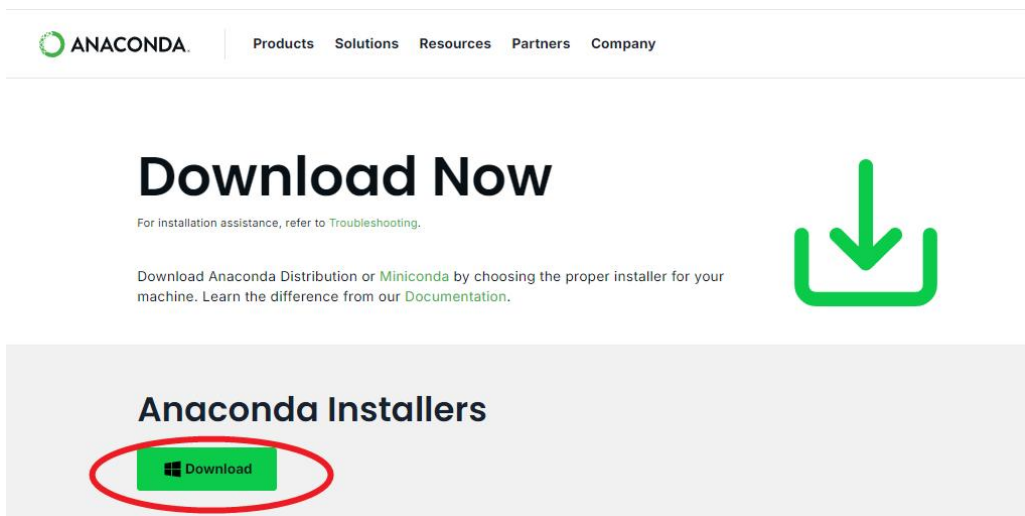 ANACONDA.
Products Solutions Resources Partners Company
Download Now
For installation assistance, refer to Troubleshooting.
Download Anaconda Distribution or Miniconda by choosing the proper installer for your
machine. Learn the difference from our Documentation.
Anaconda Installers
Download